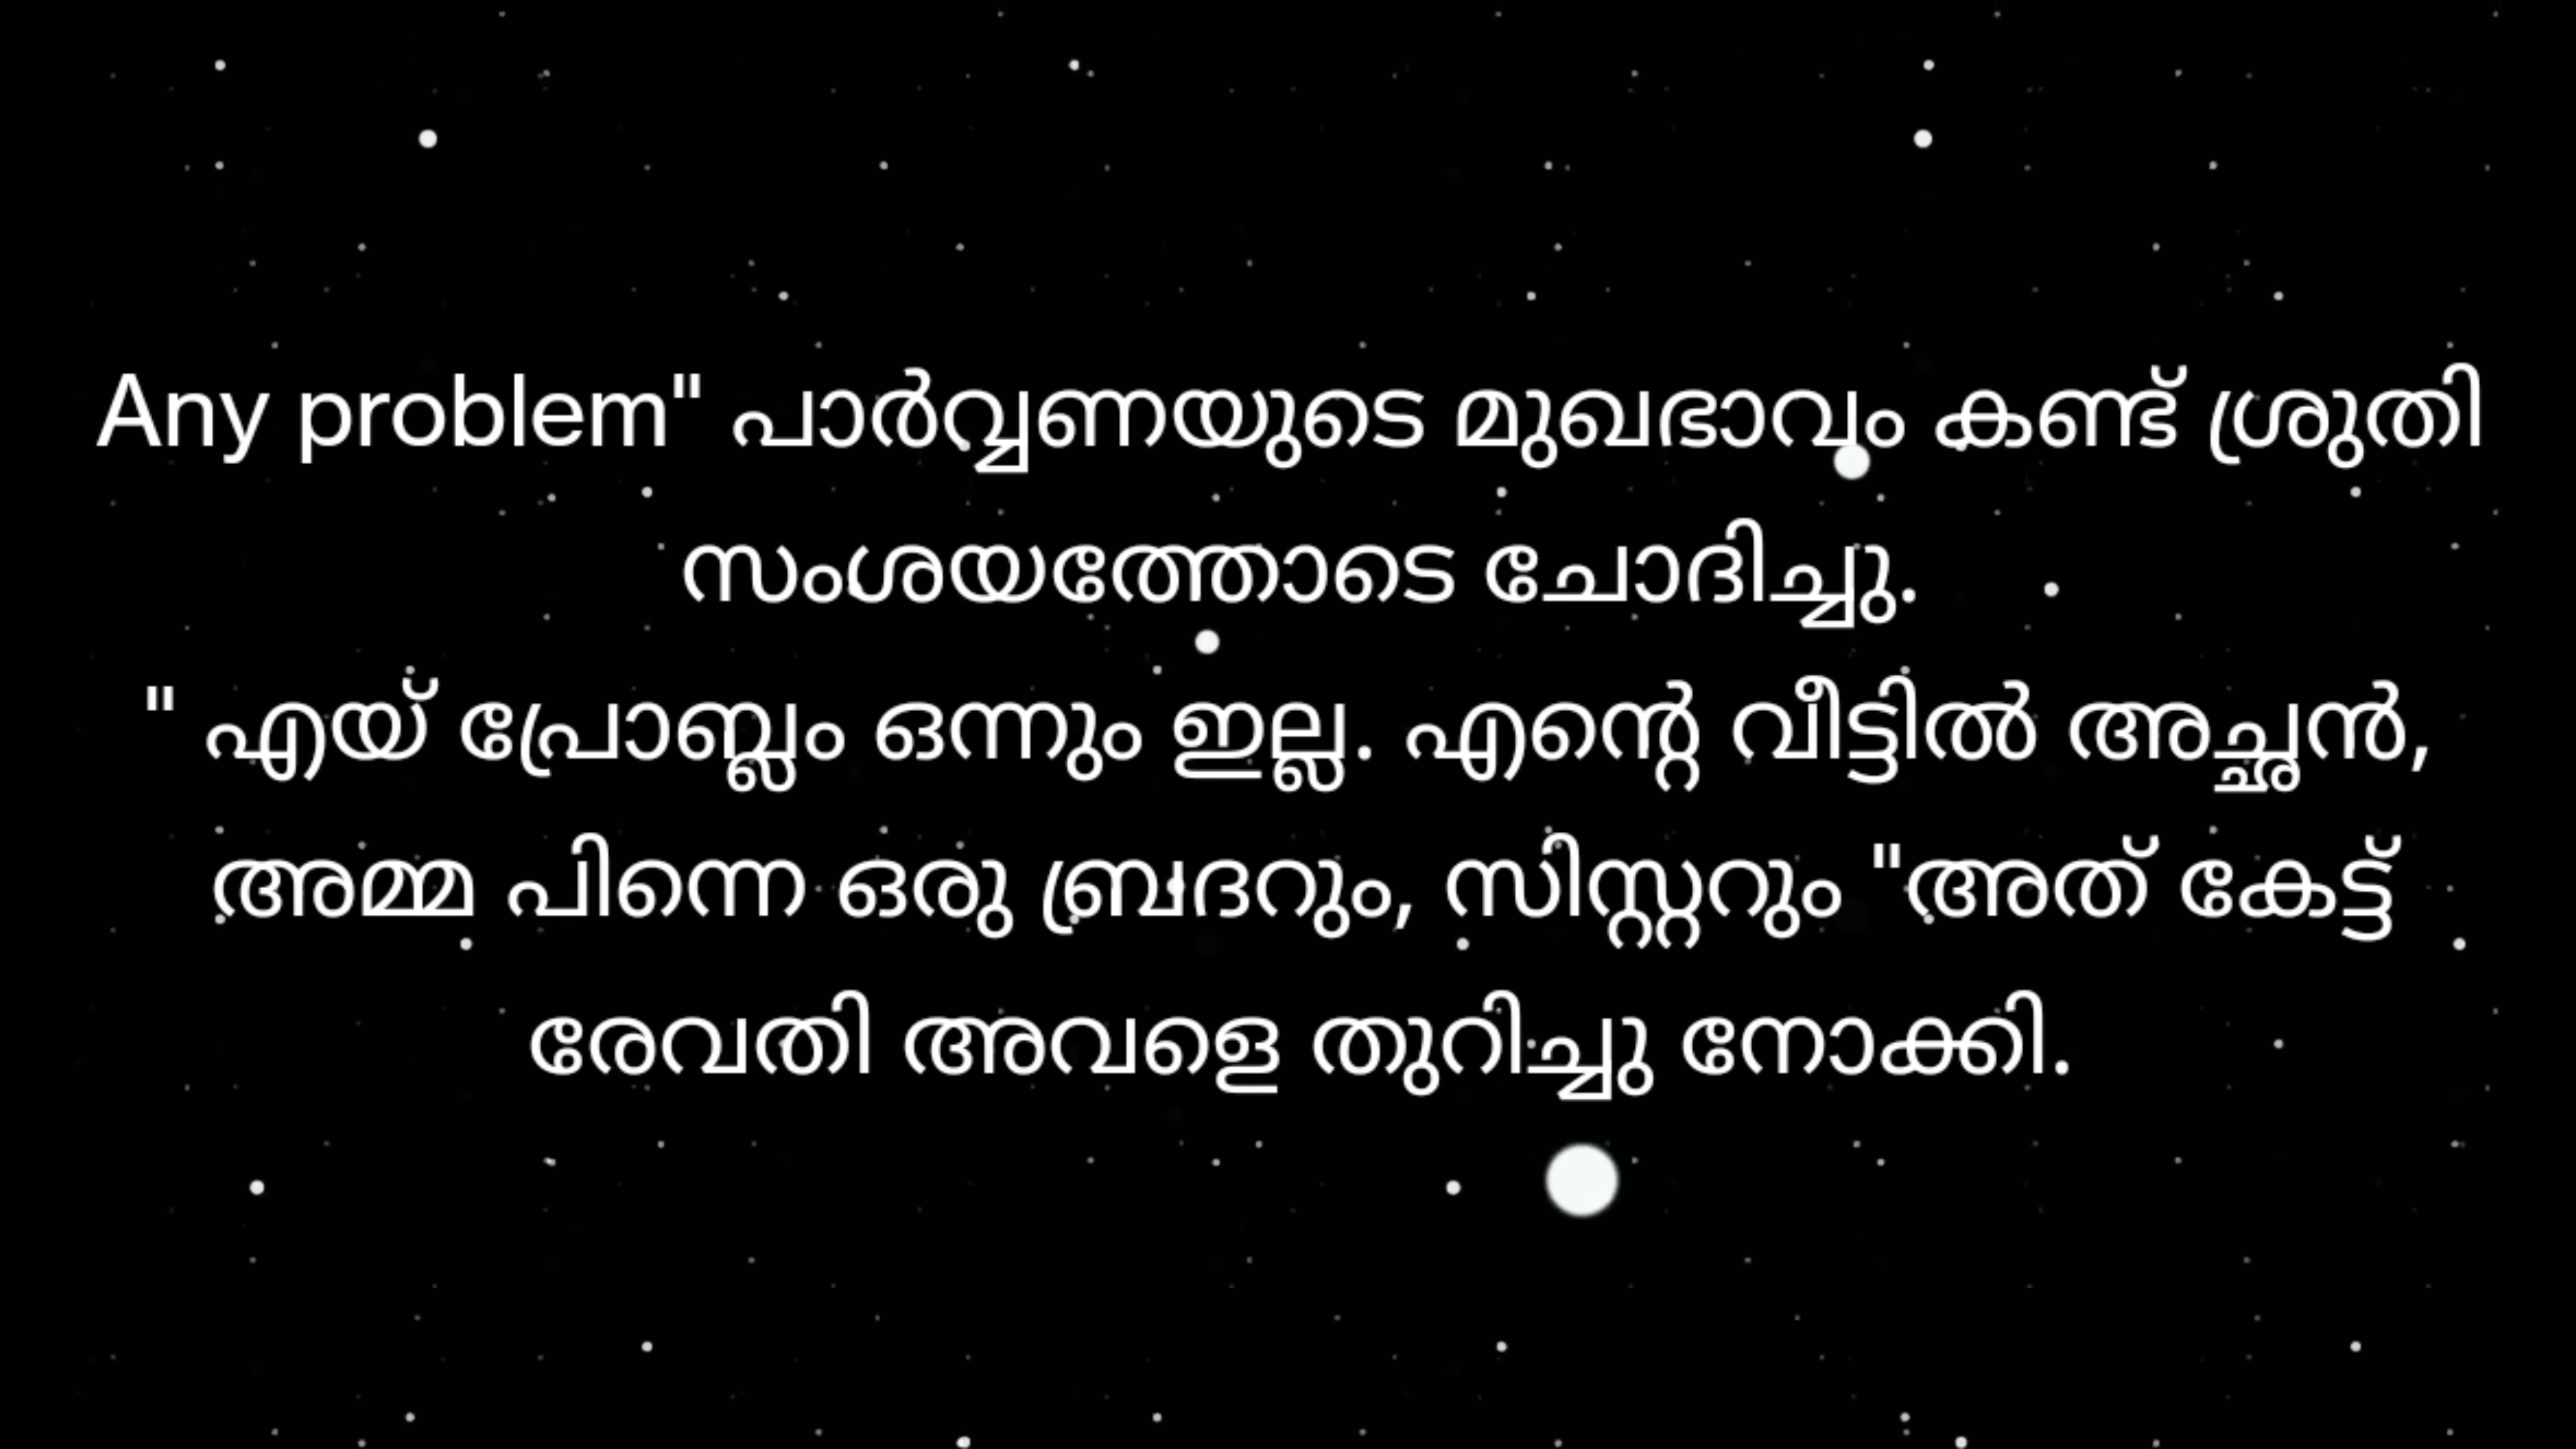 Any problem" പാർവ്വണയുടെ മുഖഭാവം കണ്ട് ശ്രുതി
സംശയത്തോടെ ചോദിച്ചു.
" എയ് പ്രോബ്ലം ഒന്നും ഇല്ല. എന്റെ വീട്ടിൽ അച്ഛൻ,
അമ്മ പിന്നെ ഒരു ബ്രദറും, സിസ്റ്ററും "അത് കേട്ട്
രേവതി അവളെ തുറിച്ചു നോക്കി.